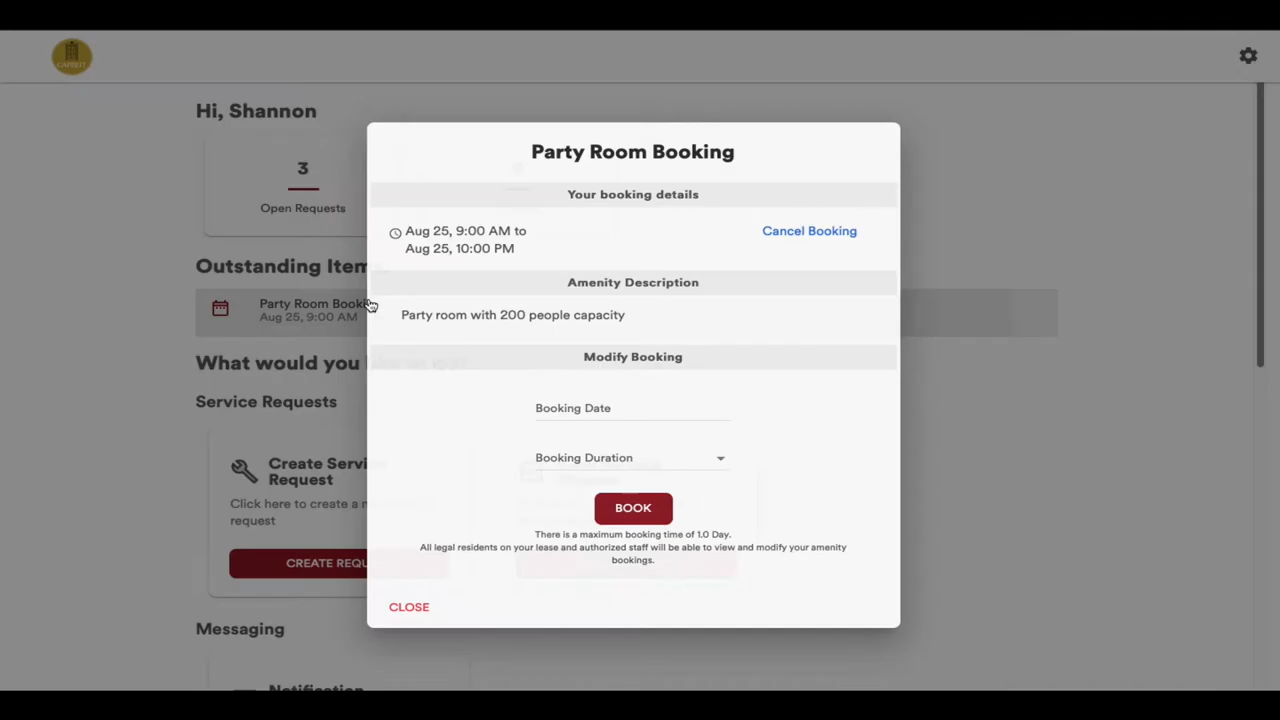 CAPREIT
Hi, Shannon
3
Open Requests
Outstanding Items
Party Room Booki
Aug 25, 9:00 AM
What would you
Service Requests
Create Servi
Request
Click here to create a n
request
CREATE REQU
Messaging
Notification
Party Room Booking
Your booking details
Aug 25, 9:00 AM to
Aug 25, 10:00 PM
Cancel Booking
Amenity Description
Party room with 200 people capacity
Modify Booking
Booking Date
Booking Duration
BOOK
There is a maximum booking time of 1.0 Day.
All legal residents on your lease and authorized staff will be able to view and modify your amenity
bookings.
CLOSE